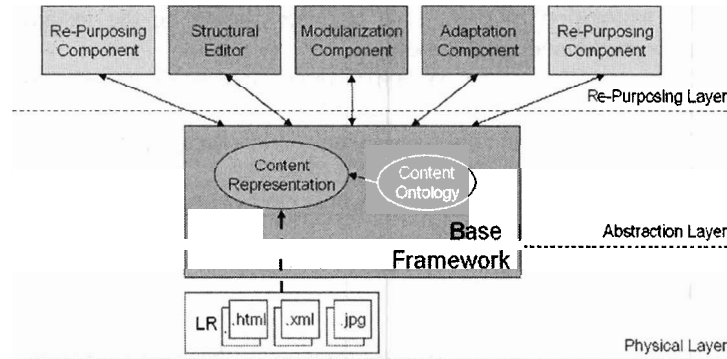 Re-Purposing
Component
Structural
Editor
Modularization
Component
Adaptation
Component
Re-Purposing
Component
Re-Purposing Layer
Content
Representation
Content
Ontology
Abstraction Layer
Base
Framework
LR
.html
.xml
.jpg
Physical Layer